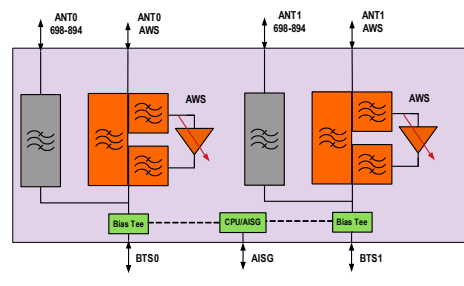 ANT0
698-894
ANT0
AWS
ANT1
698-894
ANT1
AWS
AWS
AWS
Bias Tee
CPU/AISG
Bias Tee
BTS0
AISG
BTS1